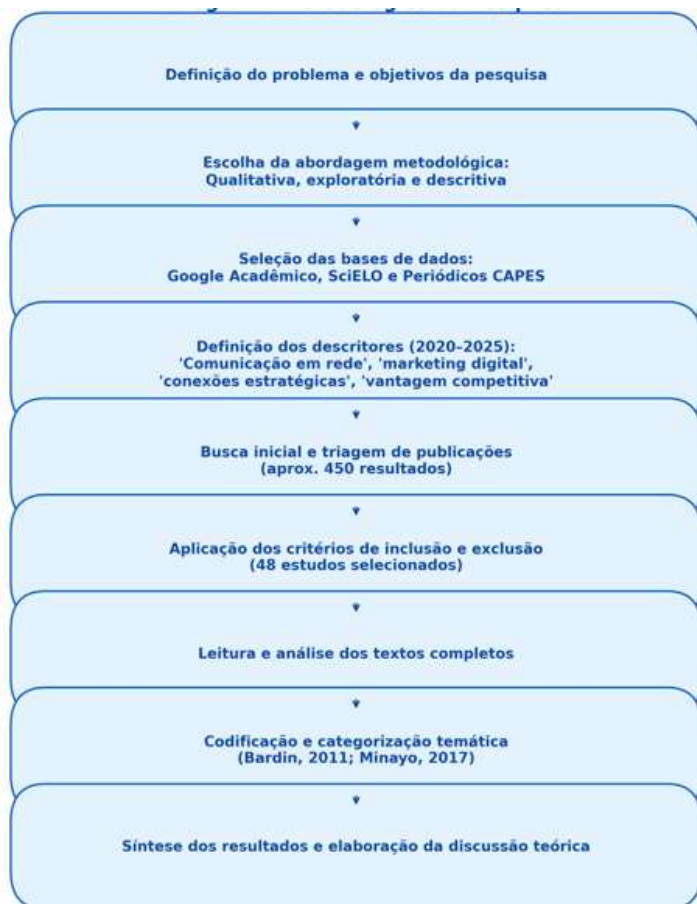 Definição do problema e objetivos da pesquisa
Escolha da abordagem metodológica:
Qualitativa, exploratória e descritiva
Seleção das bases de dados:
Google Acadêmico, SciELO e Periódicos CAPES
Definição dos descritores (2020–2025):
'Comunicação em rede', 'marketing digital',
'conexões estratégicas', 'vantagem competitiva'
Busca inicial e triagem de publicações
(aprox. 450 resultados)
Aplicação dos critérios de inclusão e exclusão
(48 estudos selecionados)
Leitura e análise dos textos completos
Codificação e categorização temática
(Bardin, 2011; Minayo, 2017)
Síntese dos resultados e elaboração da discussão teórica